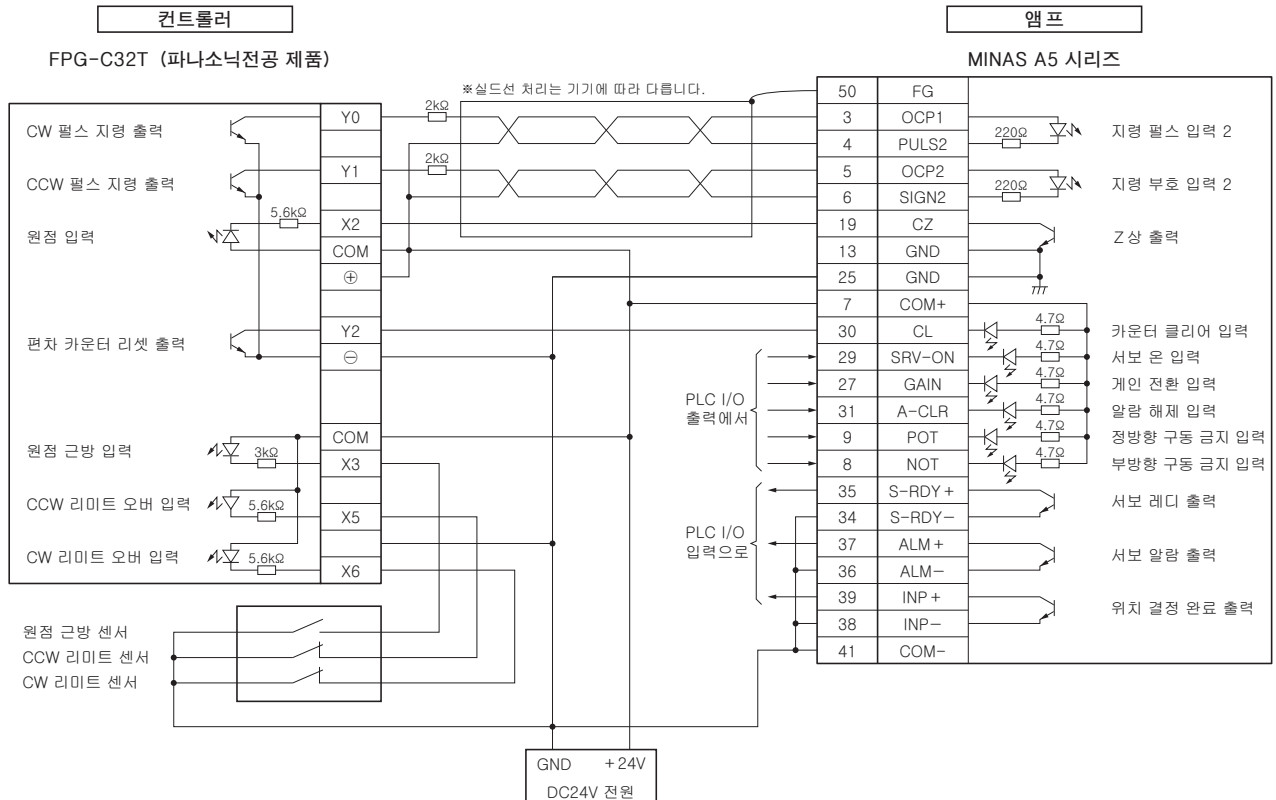 컨트롤러
앰프
FPG-C32T (파나소닉전공 제품)
MINAS A5 시리즈
※실드선 처리는 기기에 따라 다릅니다.
CW 펄스 지령 출력
CCW 펄스 지령 출력
5.6kΩ
원점 입력
편차 카운터 리셋 출력
원점 근방 입력
3kΩ
CCW 리미트 오버 입력
5.6kΩ
CW 리미트 오버 입력
5.6kΩ
Y0
Y1
X2
COM
⊕
Y2
⊖
COM
X3
X5
X6
2kΩ
2kΩ
원점 근방 센서
CCW 리미트 센서
CW 리미트 센서
GND +24V
DC24V 전원
PLC I/O
출력에서
PLC I/O
입력으로
50 FG
3 OCP1
4 PULS2
5 OCP2
6 SIGN2
19 CZ
13 GND
25 GND
7 COM+
30 CL
29 SRV-ON
27 GAIN
31 A-CLR
9 POT
8 NOT
35 S-RDY+
34 S-RDY-
37 ALM+
36 ALM-
39 INP+
38 INP-
41 COM-
220Ω
지령 펄스 입력 2
220Ω
지령 부호 입력 2
Z상 출력
4.7Ω
카운터 클리어 입력
4.7Ω
서보 온 입력
4.7Ω
게인 전환 입력
4.7Ω
알람 해제 입력
4.7Ω
정방향 구동 금지 입력
4.7Ω
부방향 구동 금지 입력
서보 레디 출력
서보 알람 출력
위치 결정 완료 출력